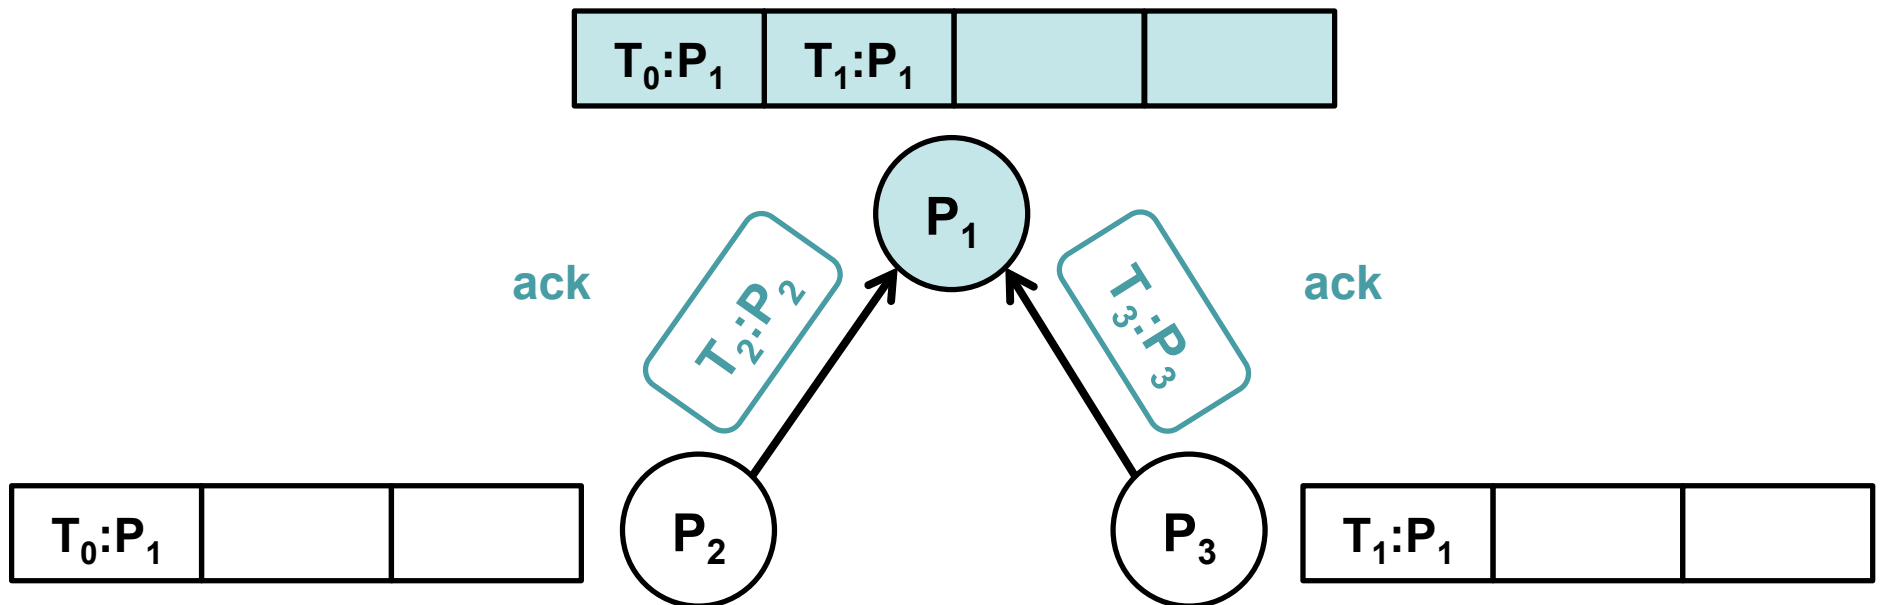 T₀:P₁ T₁:P₁
P₁
ack
T₂:P₂
T₃:P₃
ack
T₀:P₁
P₂
P₃
T₁:P₁